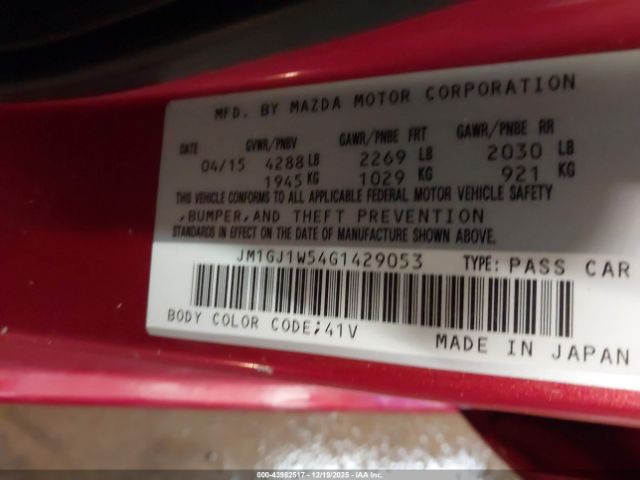 MFD. BY MAZDA MOTOR CORPORATION
DATE GVWR/PNBV GAWR/PNBE FRT GAWR/PNBE RR
04/15 4288 LB 2269 LB 2030 LB
1945 KG 1029 KG 921 KG
THIS VEHICLE CONFORMS TO ALL APPLICABLE FEDERAL MOTOR VEHICLE SAFETY
,BUMPER,AND THEFT PREVENTION
STANDARDS IN EFFECT ON THE DATE OF MANUFACTURE SHOWN ABOVE.
JM1GJ1W54G1429053 TYPE: PASS CAR
BODY COLOR CODE;41V
MADE IN JAPAN
000-43982517 - 12/19/2025 - IAAI.COM